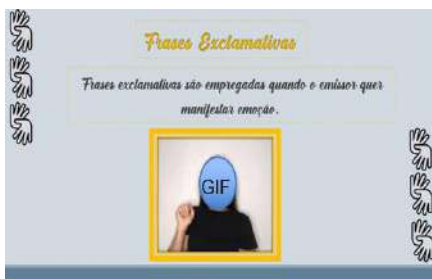 Frases Exclamativas
Frases exclamativas são empregadas quando o emissor quer
manifestar emoção.
GIF